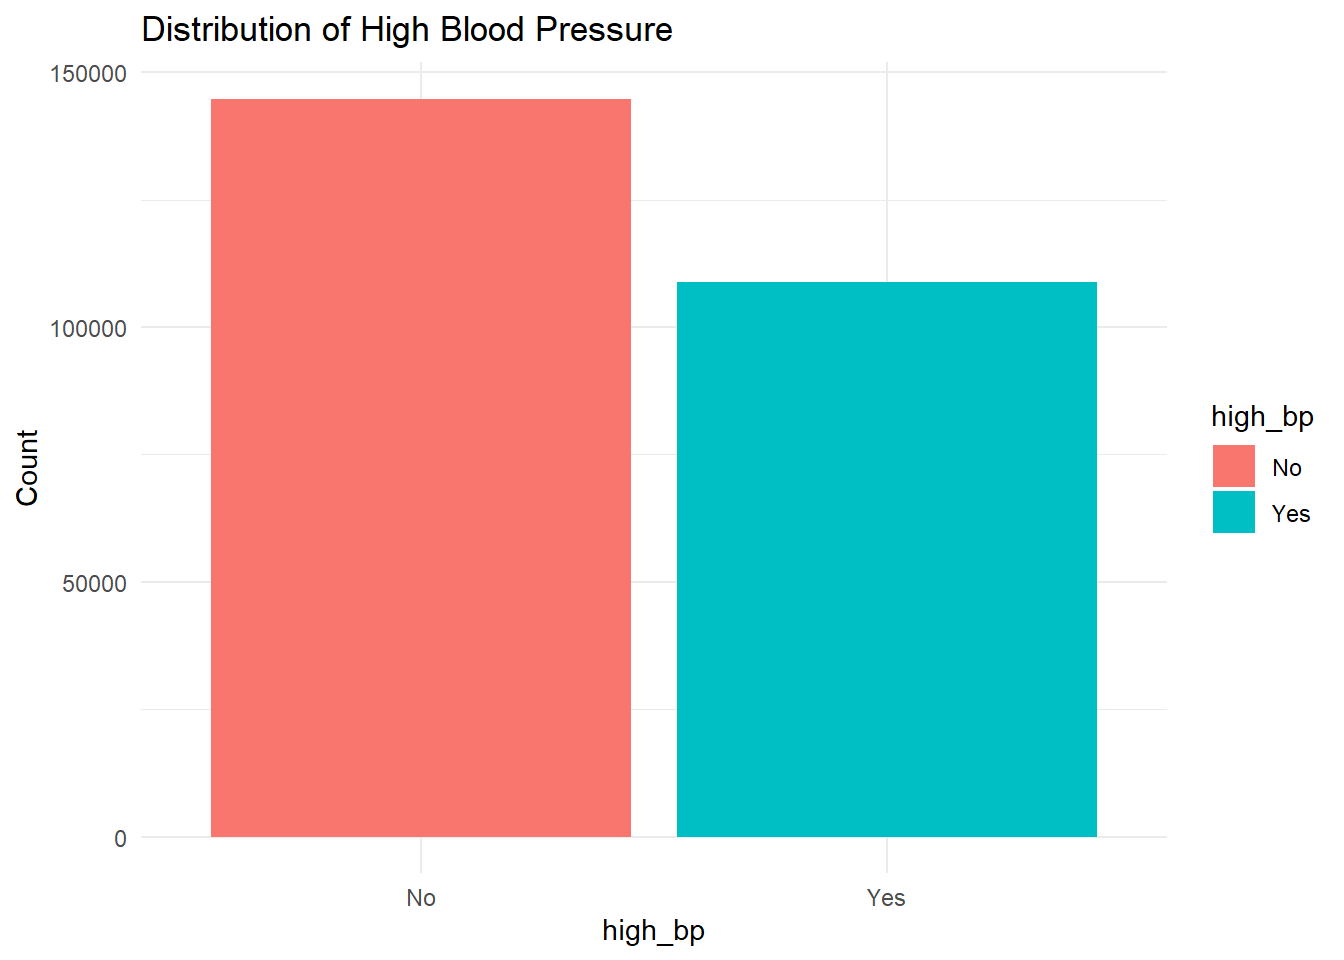 Distribution of High Blood Pressure
150000
100000
50000
0
Count
No
Yes
high_bp
high_bp
No
Yes